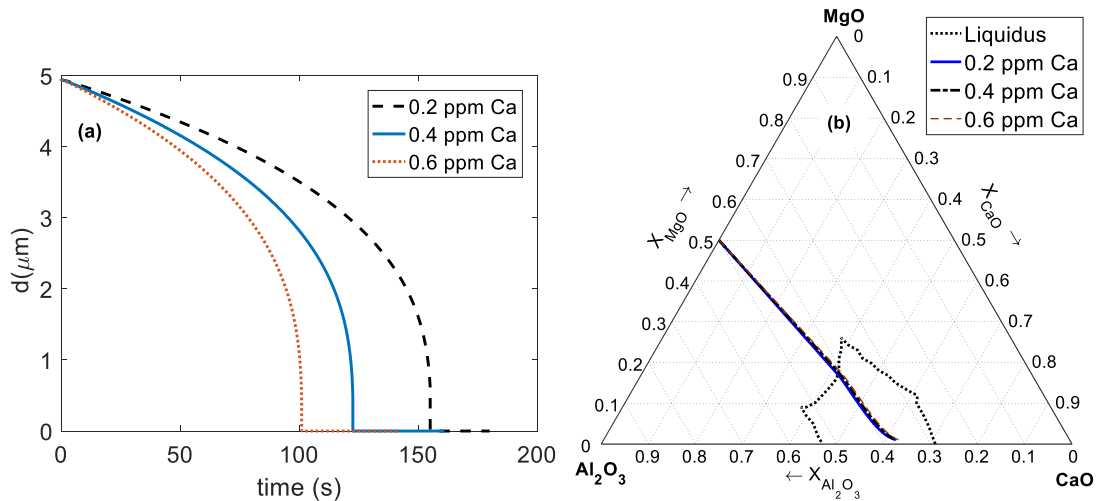 (a)
0.2 ppm Ca
0.4 ppm Ca
0.6 ppm Ca
5
4
3
2
1
0
d(μm)
0 50 100 150 200
time (s)
MgO
(b)
Liquidus
0.2 ppm Ca
0.4 ppm Ca
0.6 ppm Ca
0.9
0.8
0.7
0.6
0.5
0.4
0.3
0.2
0.1
0
X_MgO →
0
0.1
0.2
0.3
0.4
0.5
0.6
0.7
0.8
0.9
X_CaO →
0.9 0.8 0.7 0.6 0.5 0.4 0.3 0.2 0.1 0
Al₂O₃
← X_Al₂O₃
CaO